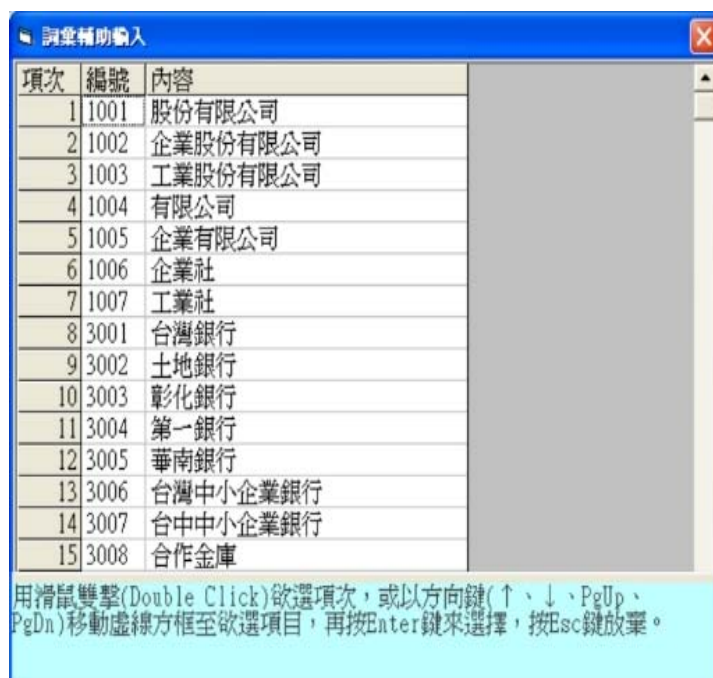 詞彙輔助輸入
項次 編號 內容
1 1001 股份有限公司
2 1002 企業股份有限公司
3 1003 工業股份有限公司
4 1004 有限公司
5 1005 企業有限公司
6 1006 企業社
7 1007 工業社
8 3001 台灣銀行
9 3002 土地銀行
10 3003 彰化銀行
11 3004 第一銀行
12 3005 華南銀行
13 3006 台灣中小企業銀行
14 3007 台中中小企業銀行
15 3008 合作金庫
用滑鼠雙擊(Double Click)欲選項次，或以方向鍵(↑、↓、PgUp、
PgDn)移動虛線方框至欲選項目，再按Enter鍵來選擇，按Esc鍵放棄。